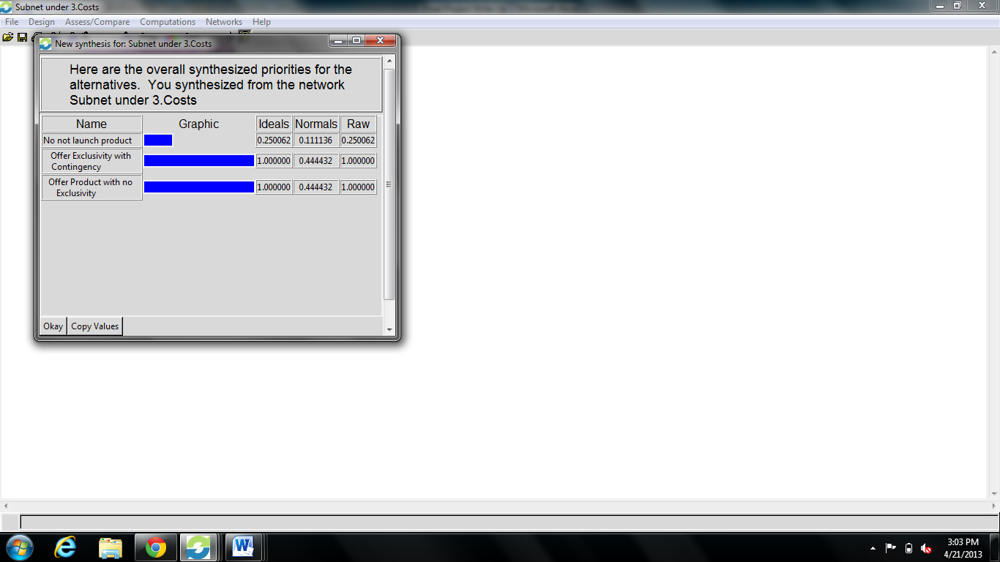 Subnet under 3.Costs
File Design Assess/Compare Computations Networks Help
New synthesis for: Subnet under 3.Costs
Here are the overall synthesized priorities for the
alternatives. You synthesized from the network
Subnet under 3.Costs
Name Graphic Ideals Normals Raw
No not launch product 0.250062 0.111136 0.250062
Offer Exclusivity with
Contingency
1.000000 0.444432 1.000000
Offer Product with no
Exclusivity
1.000000 0.444432 1.000000
Okay Copy Values
3:03 PM
4/21/2013